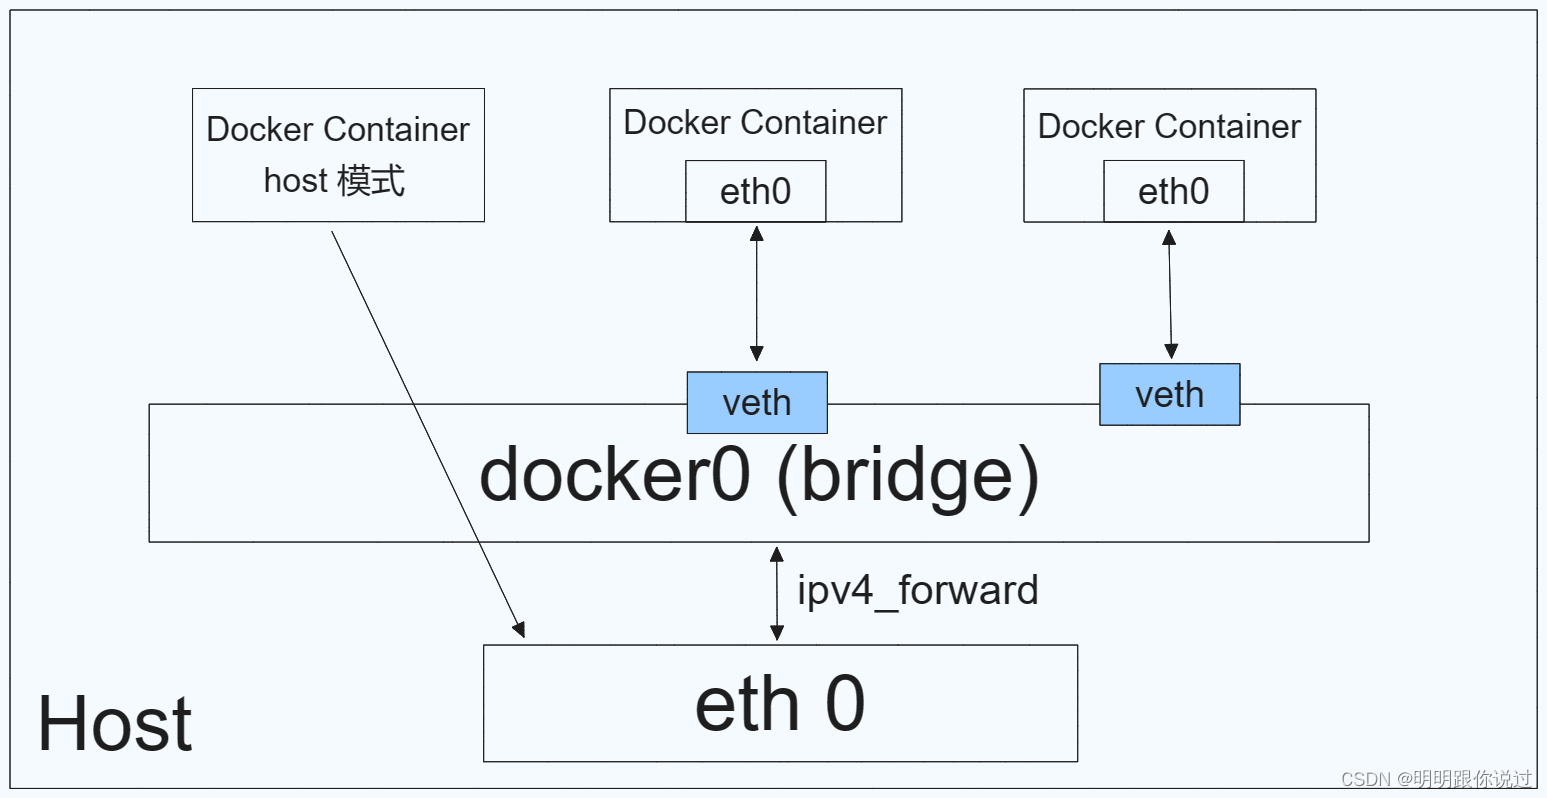 Docker Container
host 模式
Docker Container
eth0
Docker Container
eth0
veth
veth
docker0 (bridge)
ipv4_forward
eth 0
Host
CSDN @明明跟你说过